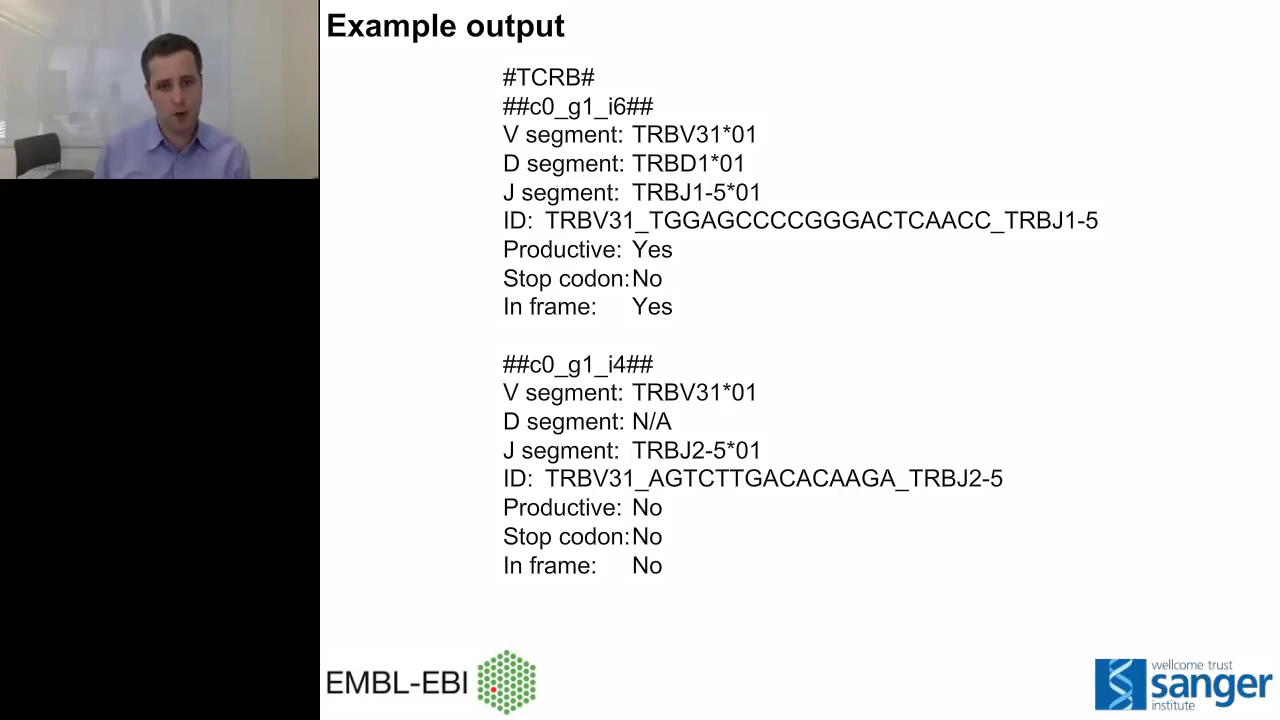 Example output
#TCRB#
##c0_g1_i6##
V segment: TRBV31*01
D segment: TRBD1*01
J segment: TRBJ1-5*01
ID: TRBV31_TGGAGCCCCGGGACTCAACC_TRBJ1-5
Productive: Yes
Stop codon: No
In frame: Yes
##c0_g1_i4##
V segment: TRBV31*01
D segment: N/A
J segment: TRBJ2-5*01
ID: TRBV31_AGTCTTGACACAAGA_TRBJ2-5
Productive: No
Stop codon: No
In frame: No
EMBL-EBI
wellcome trust
sanger
institute